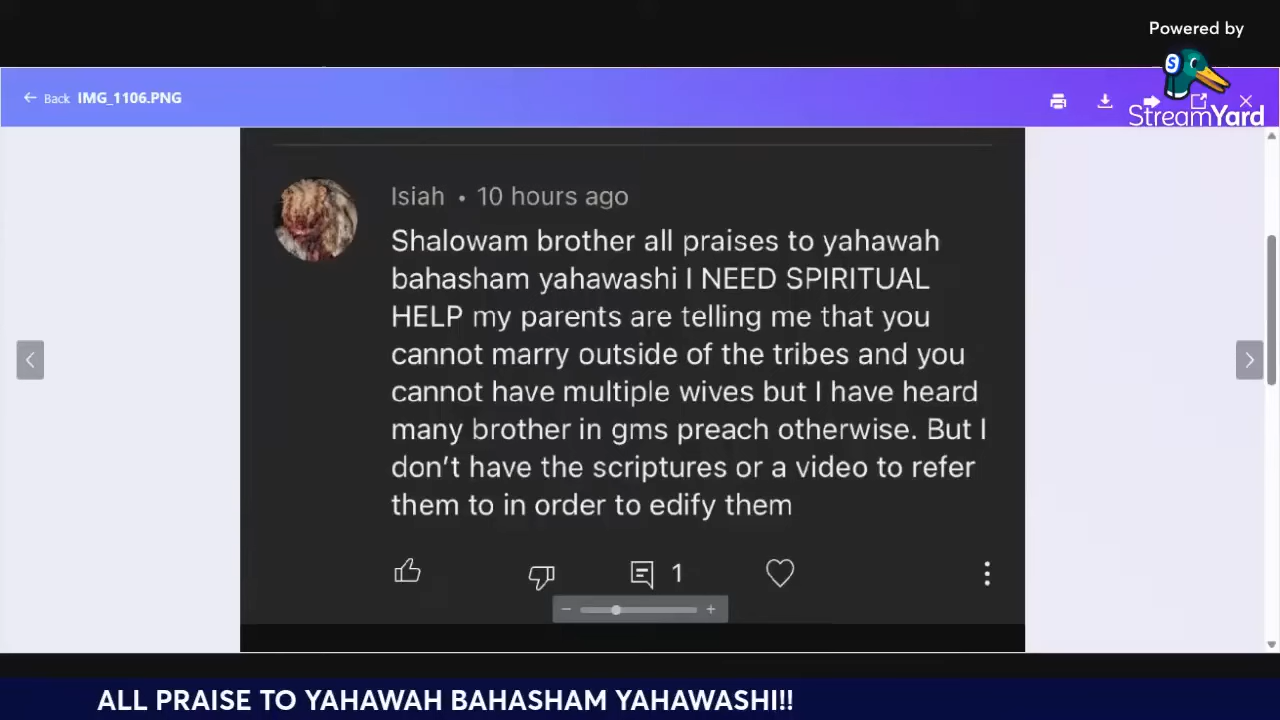 Powered by
StreamYard
Back IMG_1106.PNG
Isiah • 10 hours ago
Shalowam brother all praises to yahawah
bahasham yahawashi I NEED SPIRITUAL
HELP my parents are telling me that you
cannot marry outside of the tribes and you
cannot have multiple wives but I have heard
many brother in gms preach otherwise. But I
don’t have the scriptures or a video to refer
them to in order to edify them
1
ALL PRAISE TO YAHAWAH BAHASHAM YAHAWASHI!!